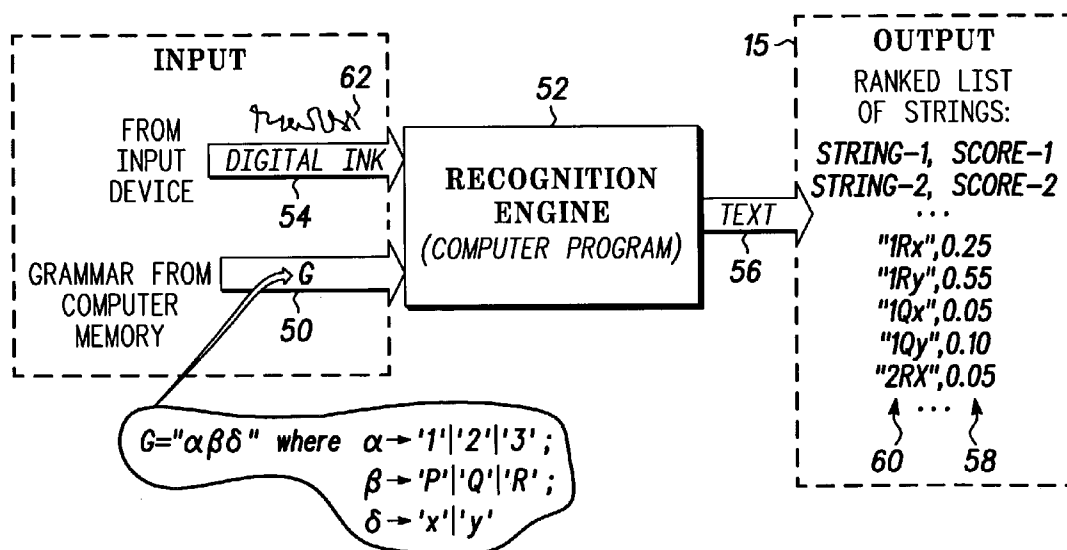 INPUT
62
FROM
INPUT
DEVICE
DIGITAL INK
54
GRAMMAR FROM
COMPUTER
MEMORY
G
50
52
RECOGNITION
ENGINE
(COMPUTER PROGRAM)
TEXT
56
15
OUTPUT
RANKED LIST
OF STRINGS:
STRING-1, SCORE-1
STRING-2, SCORE-2
...
"1Rx",0.25
"1Ry",0.55
"1Qx",0.05
"1Qy",0.10
"2RX",0.05
...
60 58
G="αβδ" where α→'1'|'2'|'3';
β→'P'|'Q'|'R';
δ→'x'|'y'